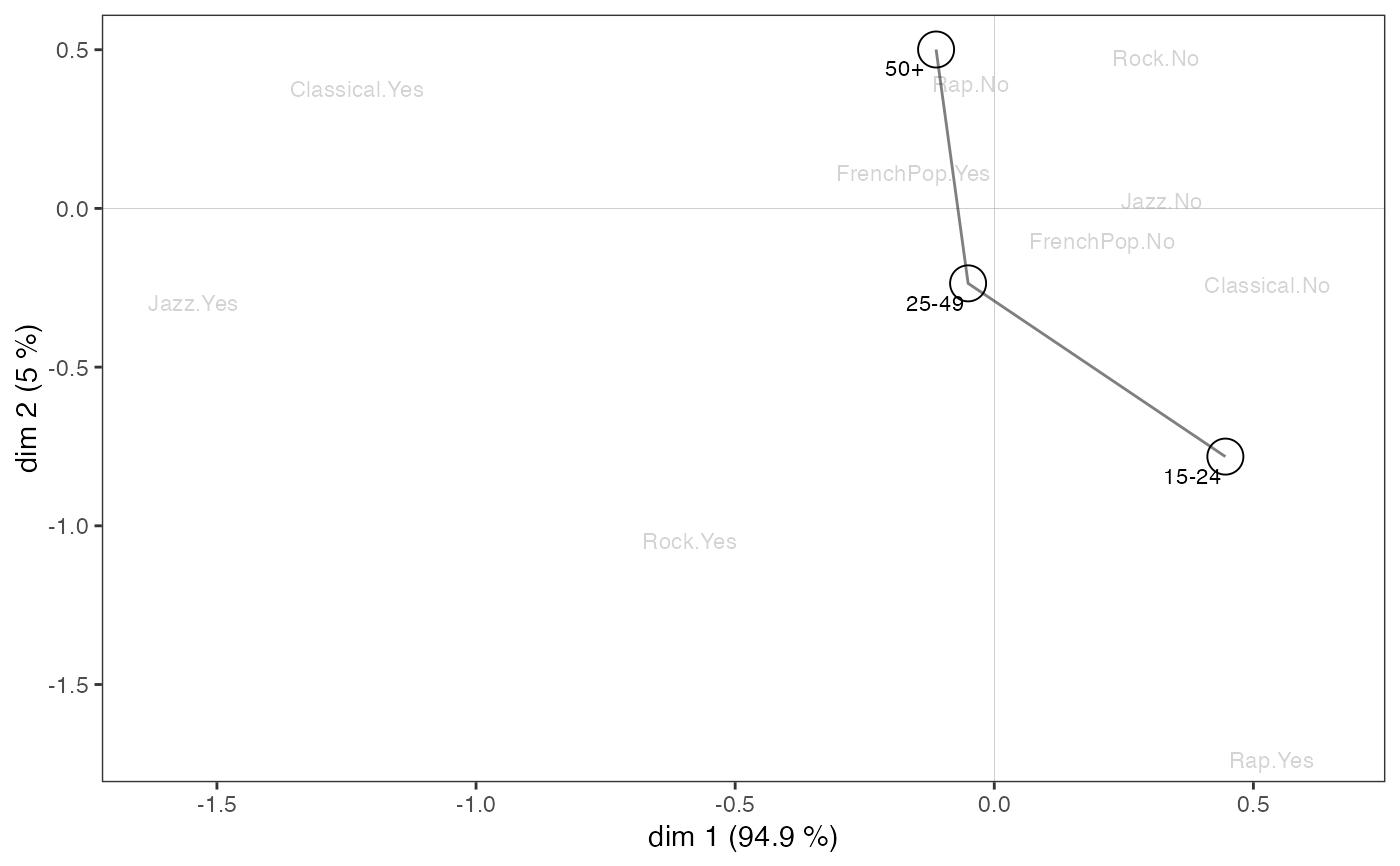 0.5
50+
Rock.No
Classical.Yes
Rap.No
FrenchPop.Yes
0.0
Jazz.No
FrenchPop.No
Classical.No
Jazz.Yes
25-49
-0.5
15-24
-1.0
Rock.Yes
-1.5
Rap.Yes
dim 2 (5 %)
-1.5 -1.0 -0.5 0.0 0.5
dim 1 (94.9 %)